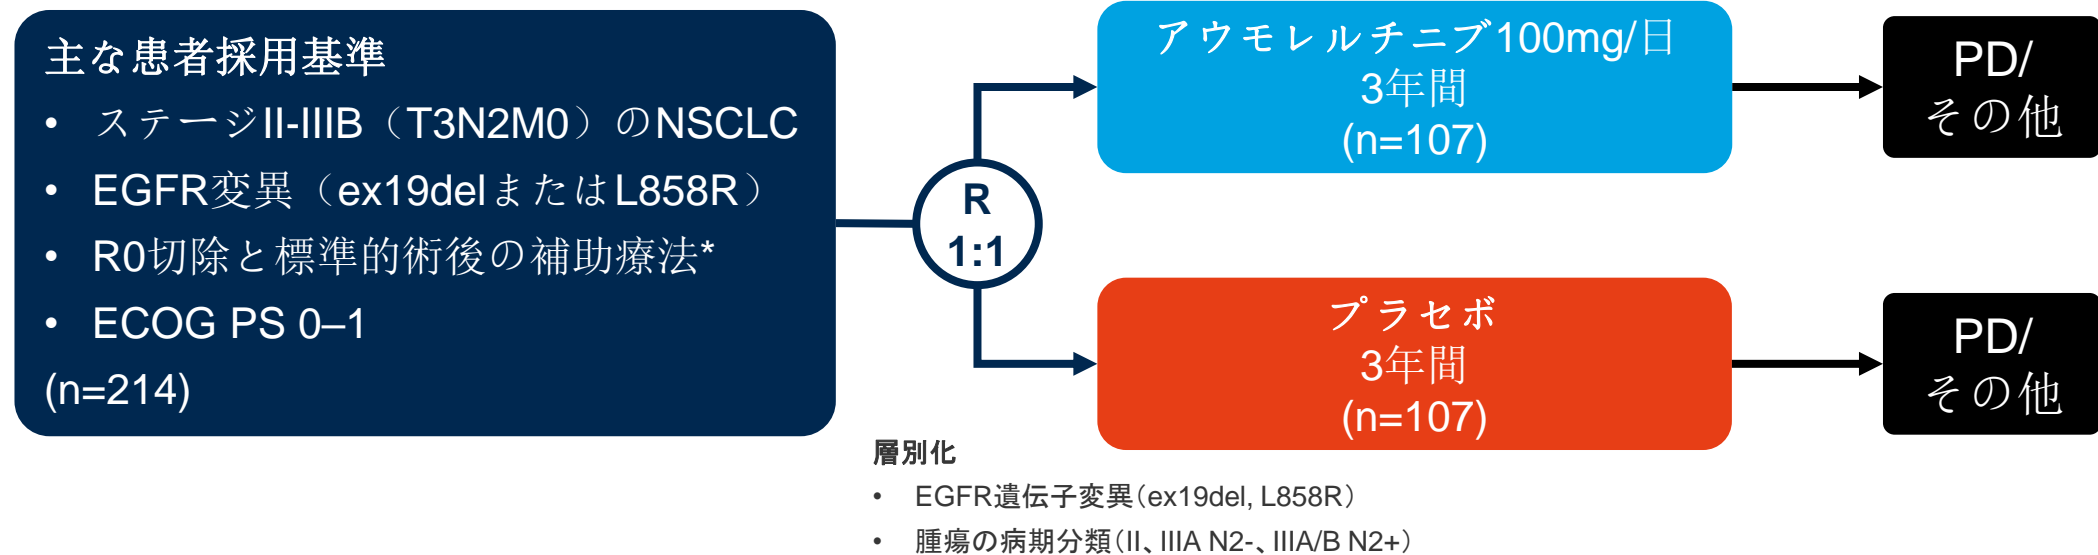 主な患者採用基準
• ステージII-IIIB（T3N2M0）のNSCLC
• EGFR変異（ex19delまたはL858R）
• R0切除と標準的術後の補助療法*
• ECOG PS 0–1
(n=214)
R
1:1
アウモレルチニブ100mg/日
3年間
(n=107)
PD/
その他
プラセボ
3年間
(n=107)
PD/
その他
層別化
• EGFR遺伝子変異（ex19del, L858R）
• 腫瘍の病期分類（II、IIIA N2-、IIIA/B N2+）